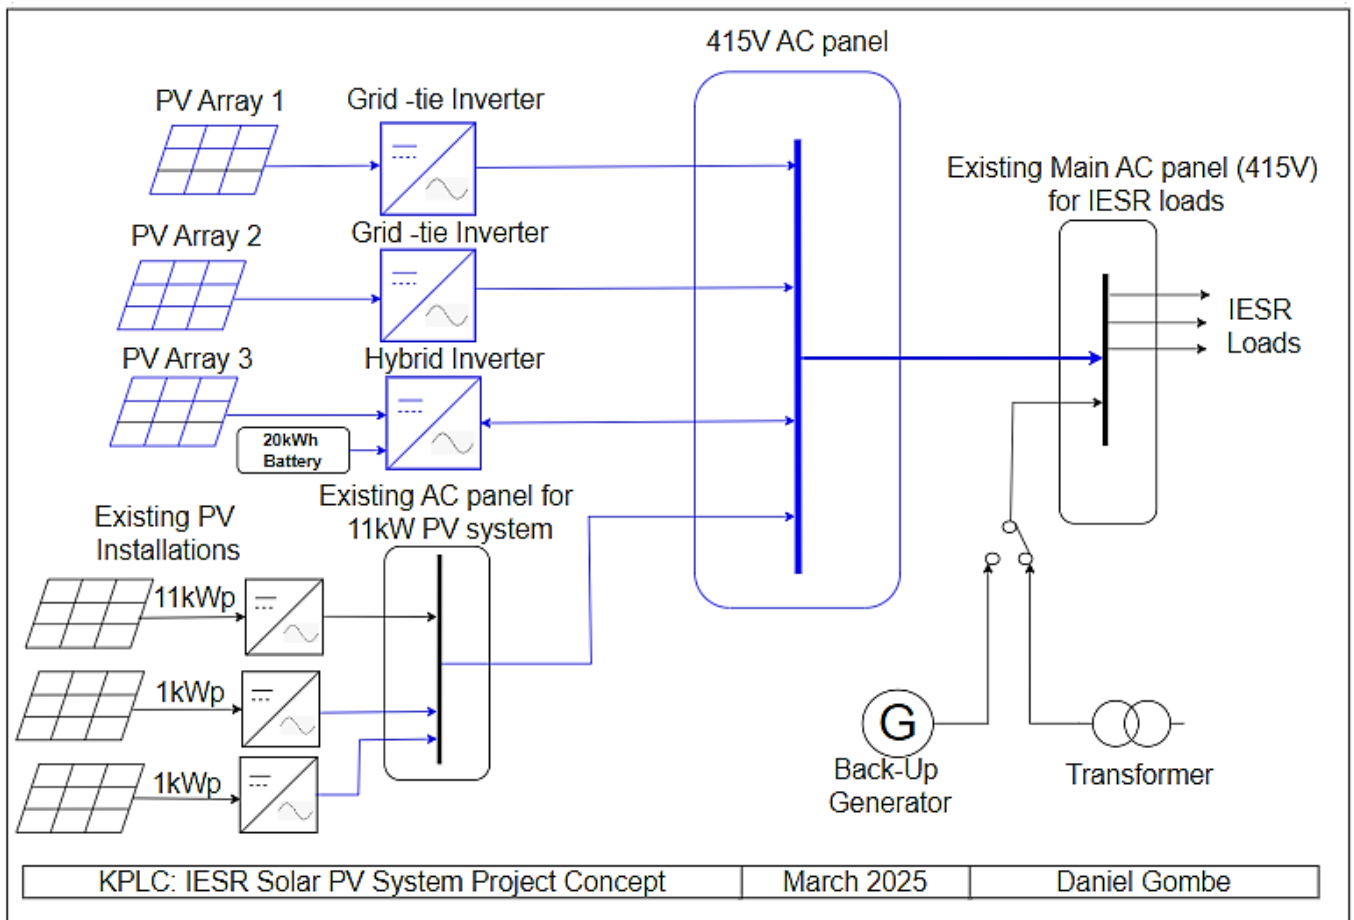 415V AC panel
PV Array 1
Grid -tie Inverter
Existing Main AC panel (415V)
for IESR loads
PV Array 2
Grid -tie Inverter
IESR
Loads
PV Array 3
Hybrid Inverter
20kWh
Battery
Existing AC panel for
11kW PV system
Existing PV
Installations
11kWp
1kWp
1kWp
G
Back-Up
Generator
Transformer
KPLC: IESR Solar PV System Project Concept
March 2025
Daniel Gombe